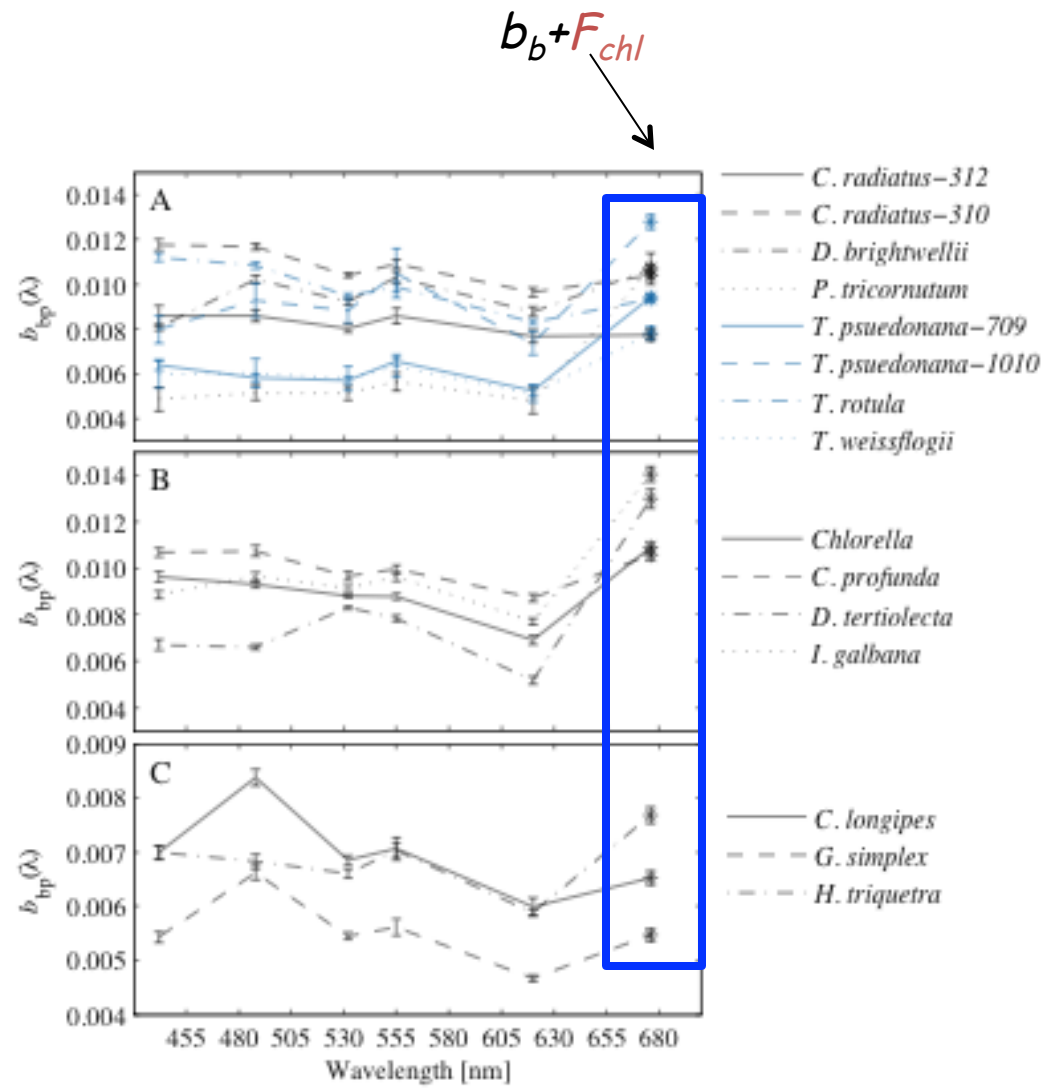 b_b+F_chl
A
0.014
0.012
0.010
0.008
0.006
0.004
b_bp(λ)
C. radiatus−312
C. radiatus−310
D. brightwellii
P. tricornutum
T. psuedonana−709
T. psuedonana−1010
T. rotula
T. weissflogii
B
0.014
0.012
0.010
0.008
0.006
0.004
b_bp(λ)
Chlorella
C. profunda
D. tertiolecta
I. galbana
C
0.009
0.008
0.007
0.006
0.005
0.004
b_bp(λ)
C. longipes
G. simplex
H. triquetra
455 480 505 530 555 580 605 630 655 680
Wavelength [nm]